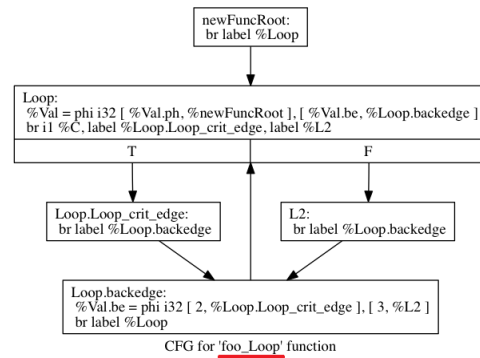 newFuncRoot:
br label %Loop
Loop:
%Val = phi i32 [ %Val.ph, %newFuncRoot ], [ %Val.be, %Loop.backedge ]
br i1 %C, label %Loop.Loop_crit_edge, label %L2
T F
Loop.Loop_crit_edge:
br label %Loop.backedge
L2:
br label %Loop.backedge
Loop.backedge:
%Val.be = phi i32 [ 2, %Loop.Loop_crit_edge ], [ 3, %L2 ]
br label %Loop
CFG for 'foo_Loop' function